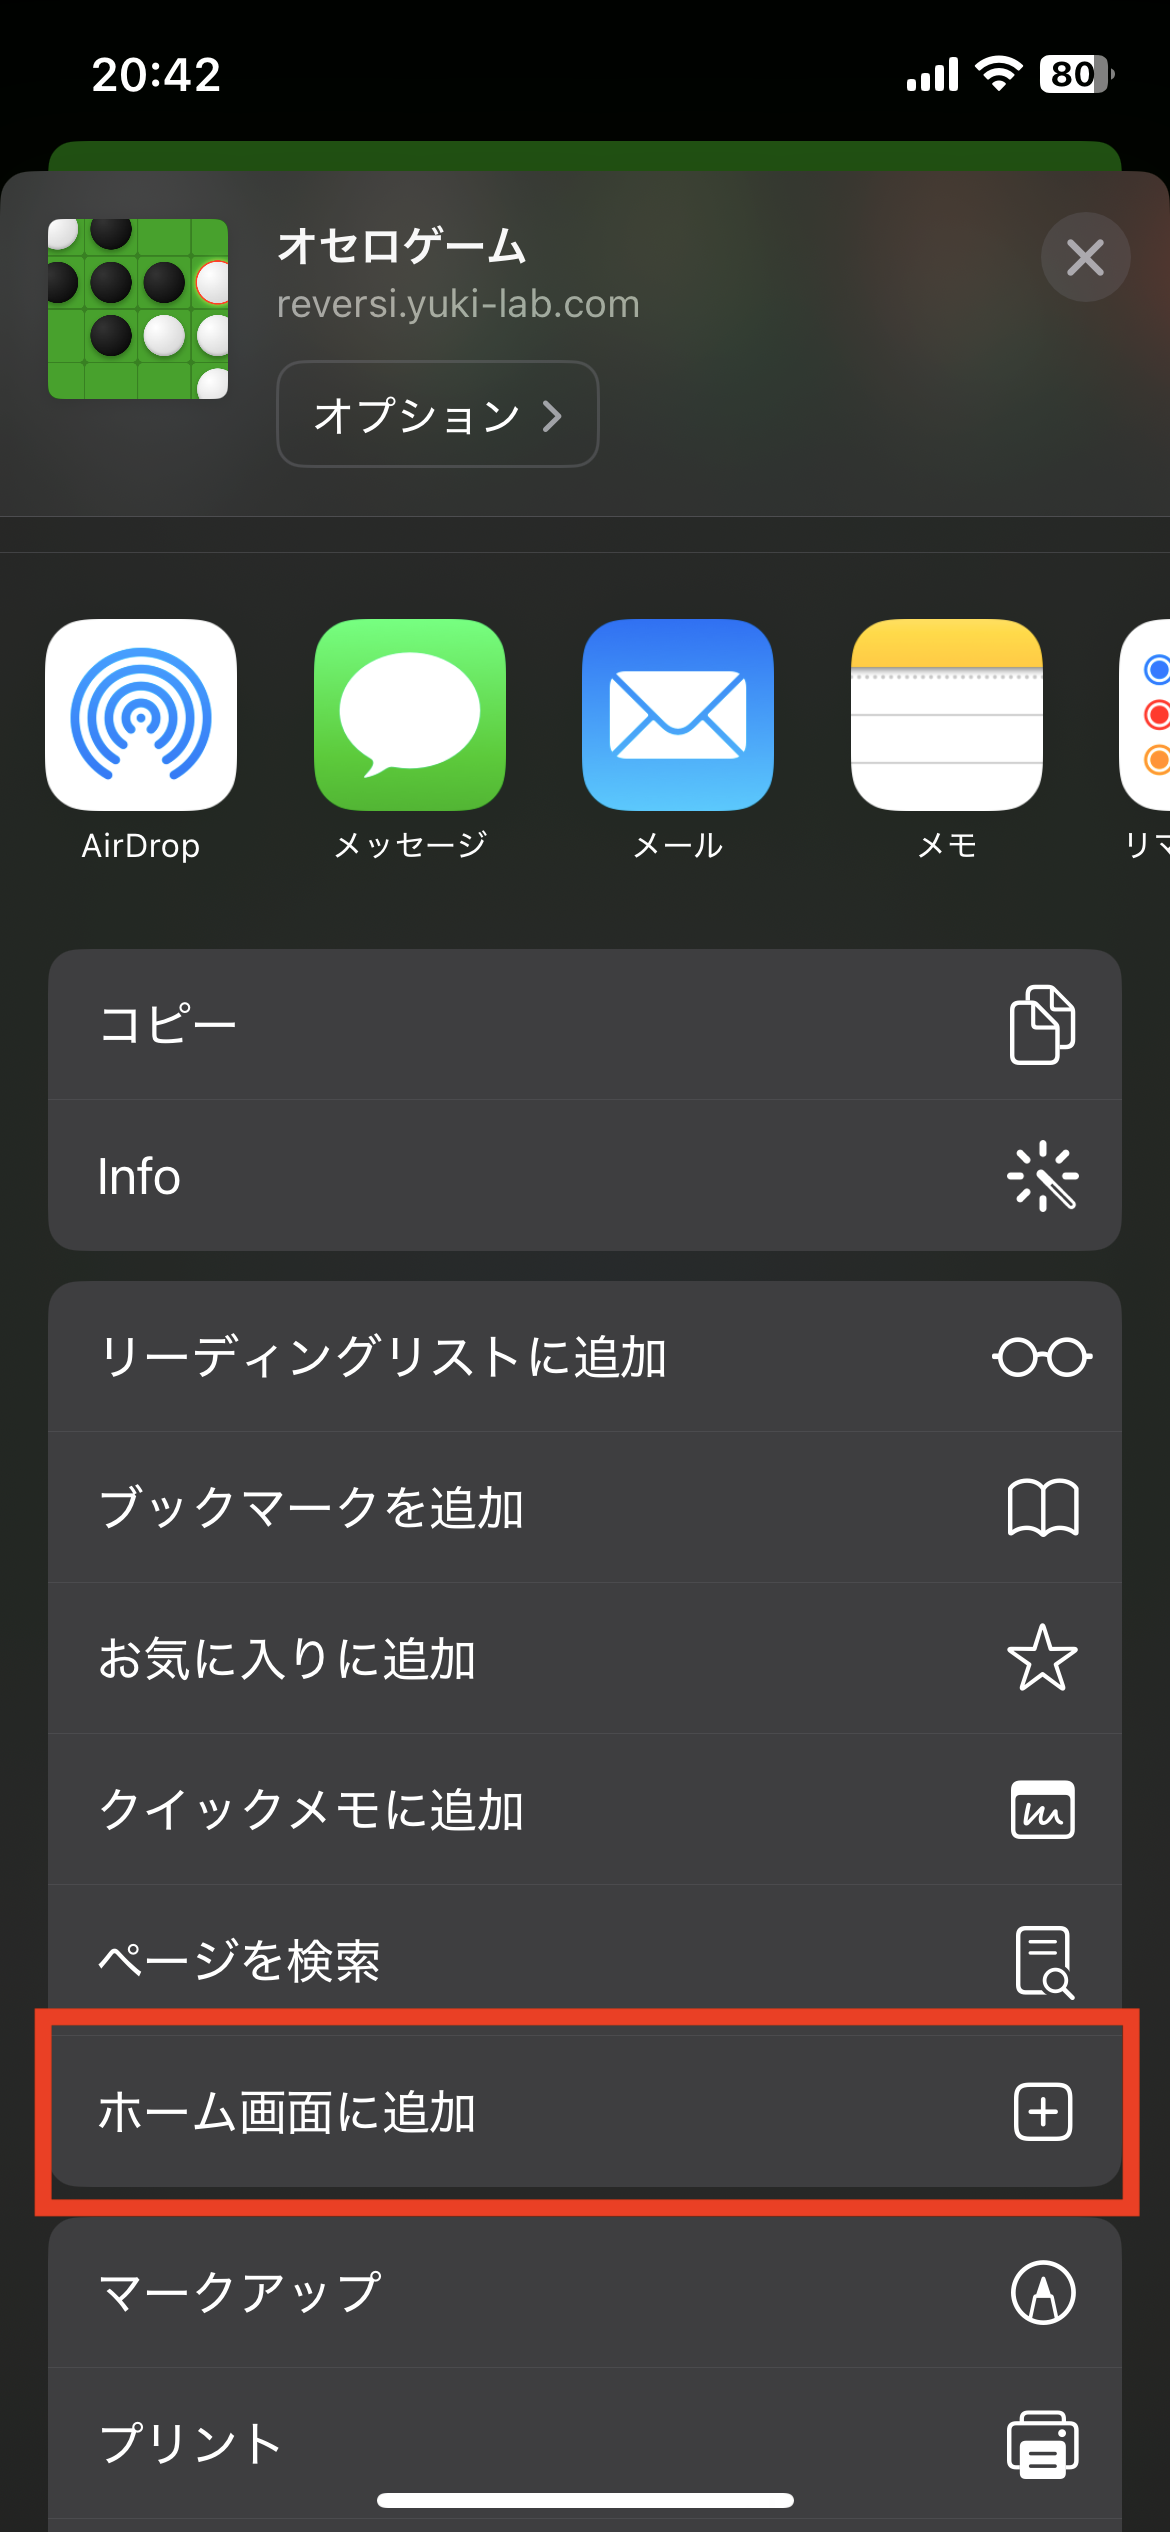 20:42
80
オセロゲーム
reversi.yuki-lab.com
オプション
AirDrop
メッセージ
メール
メモ
リマ
コピー
Info
リーディングリストに追加
ブックマークを追加
お気に入りに追加
クイックメモに追加
ページを検索
ホーム画面に追加
マークアップ
プリント